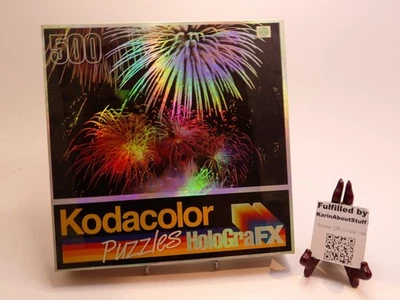 500
Kodacolor
Puzzles HoloGraFX
Fulfilled by
KarinAboutStuff